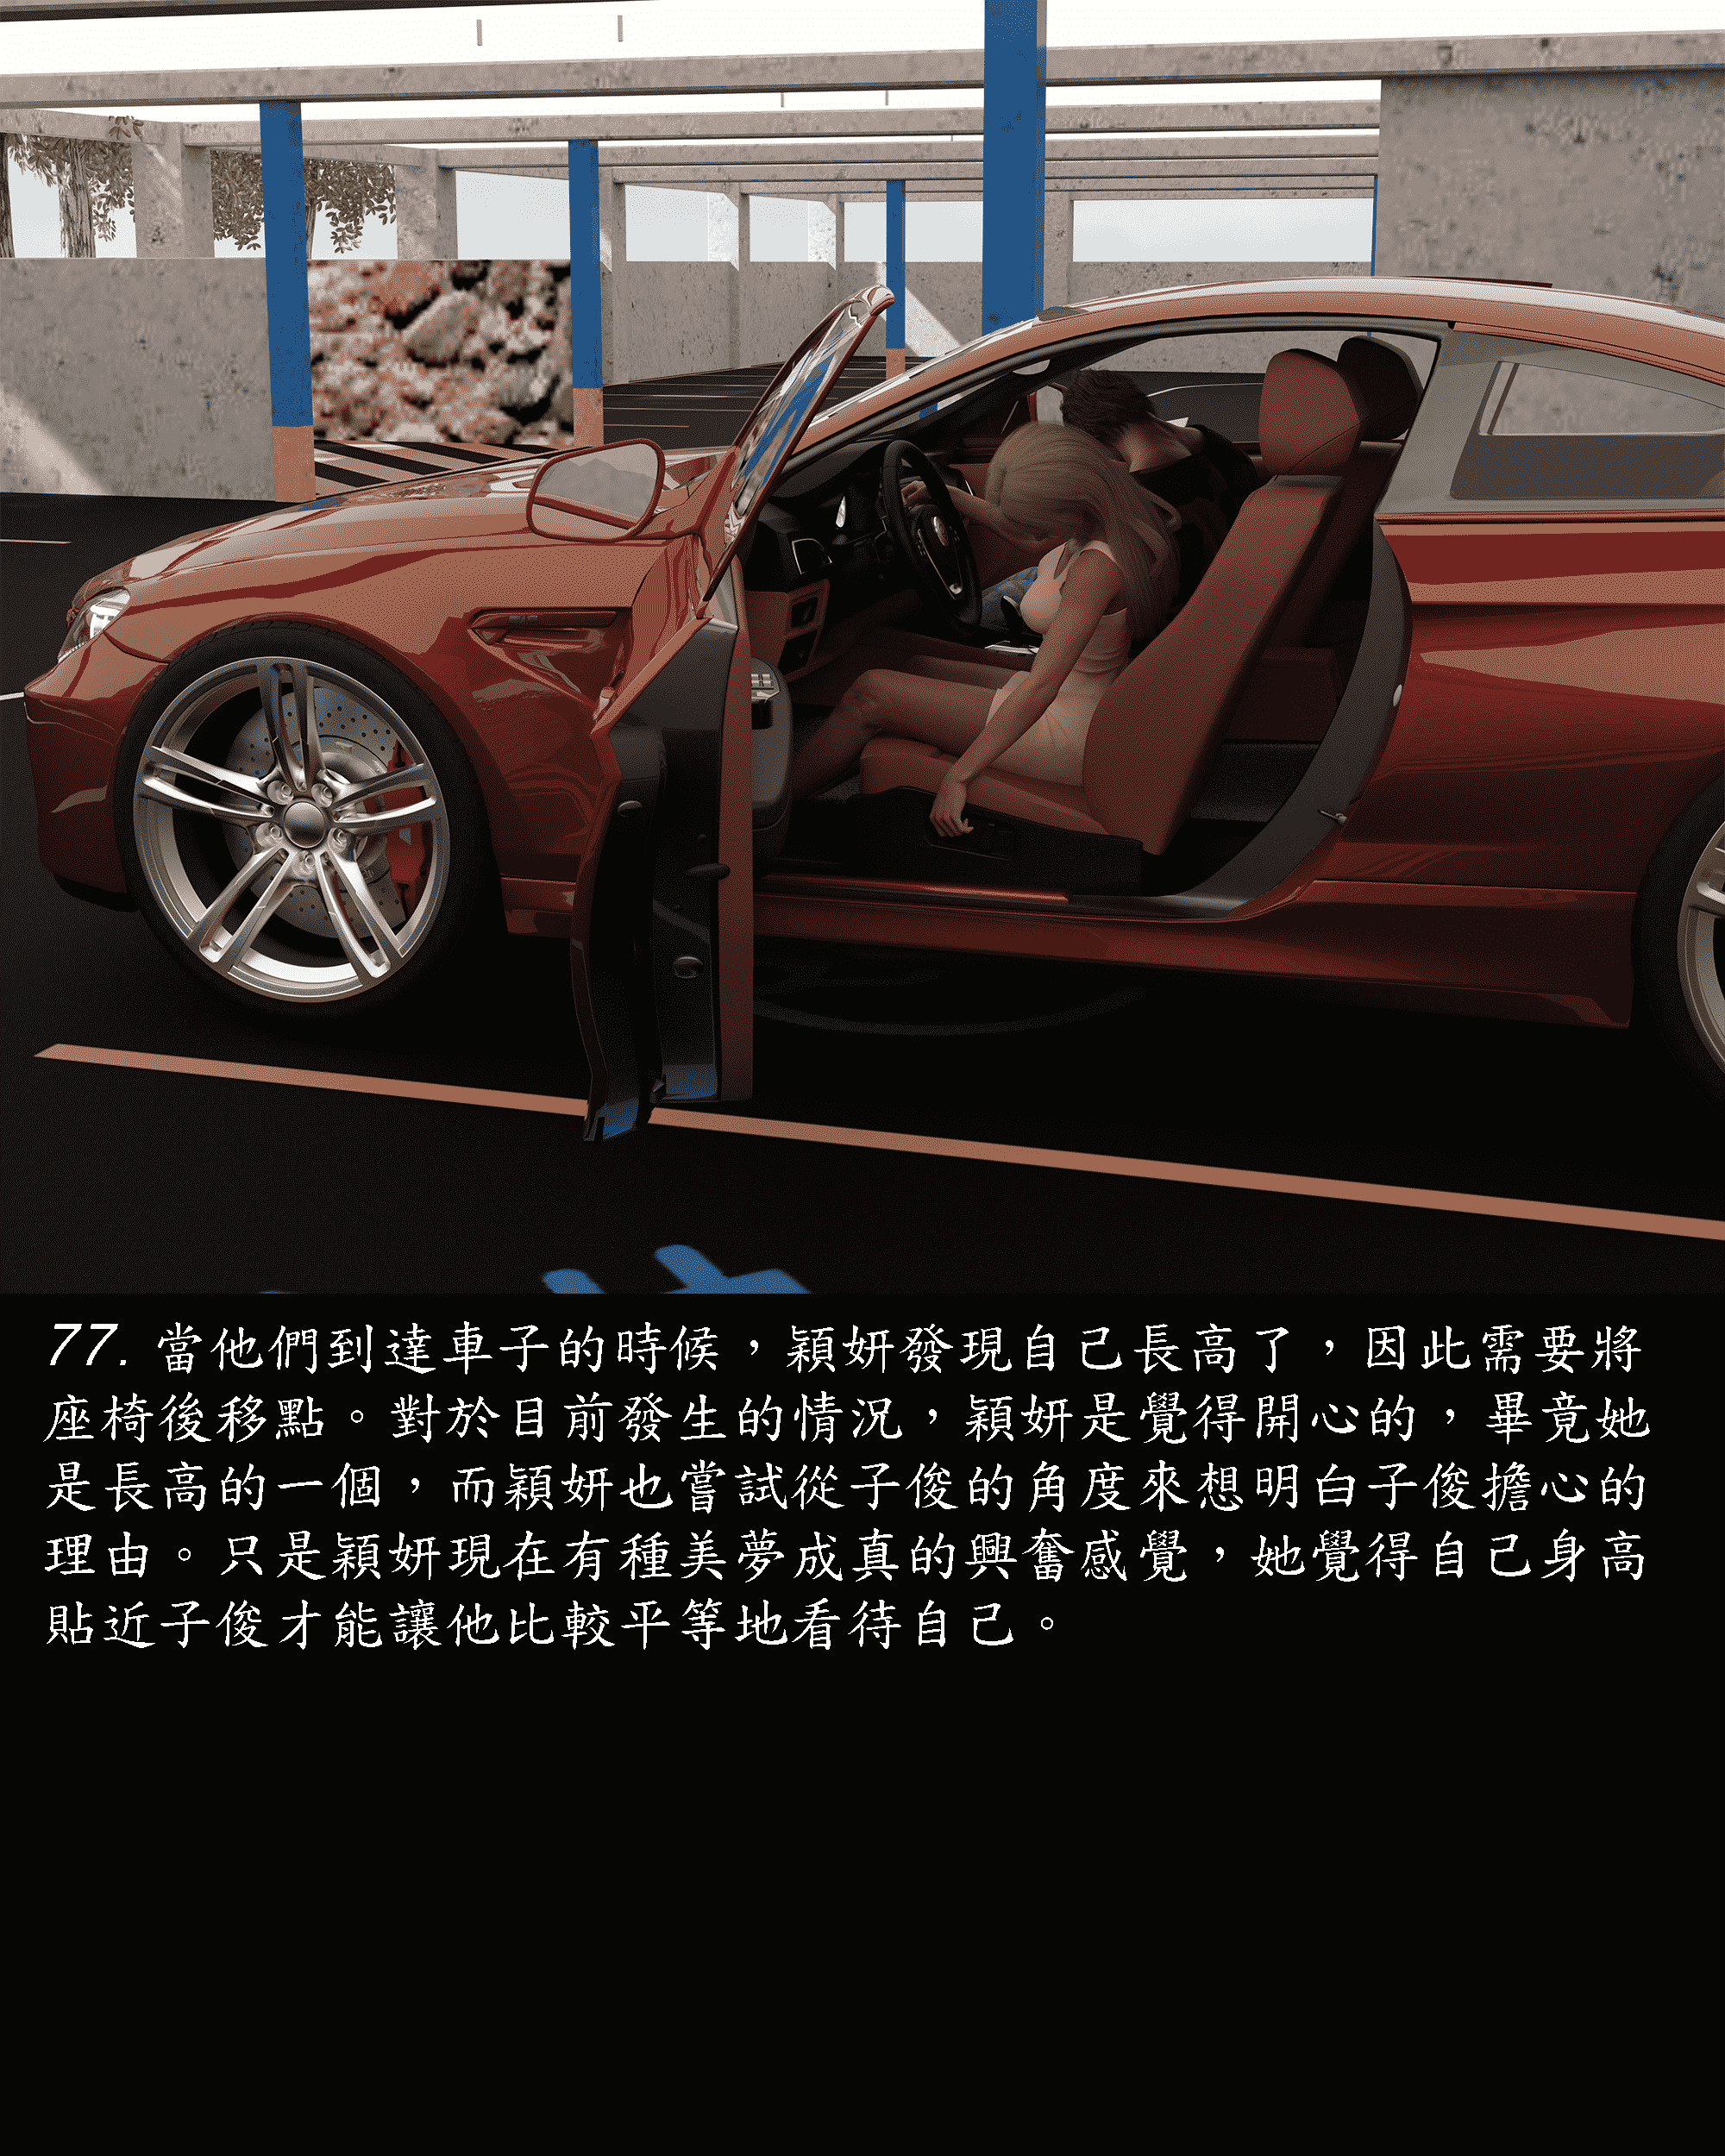 77. 當他們到達車子的時候，穎妍發現自己長高了，因此需要將
座椅後移點。對於目前發生的情況，穎妍是覺得開心的，畢竟她
是長高的一個，而穎妍也嘗試從子俊的角度來想明白子俊擔心的
理由。只是穎妍現在有種美夢成真的興奮感覺，她覺得自己身高
貼近子俊才能讓他比較平等地看待自己。